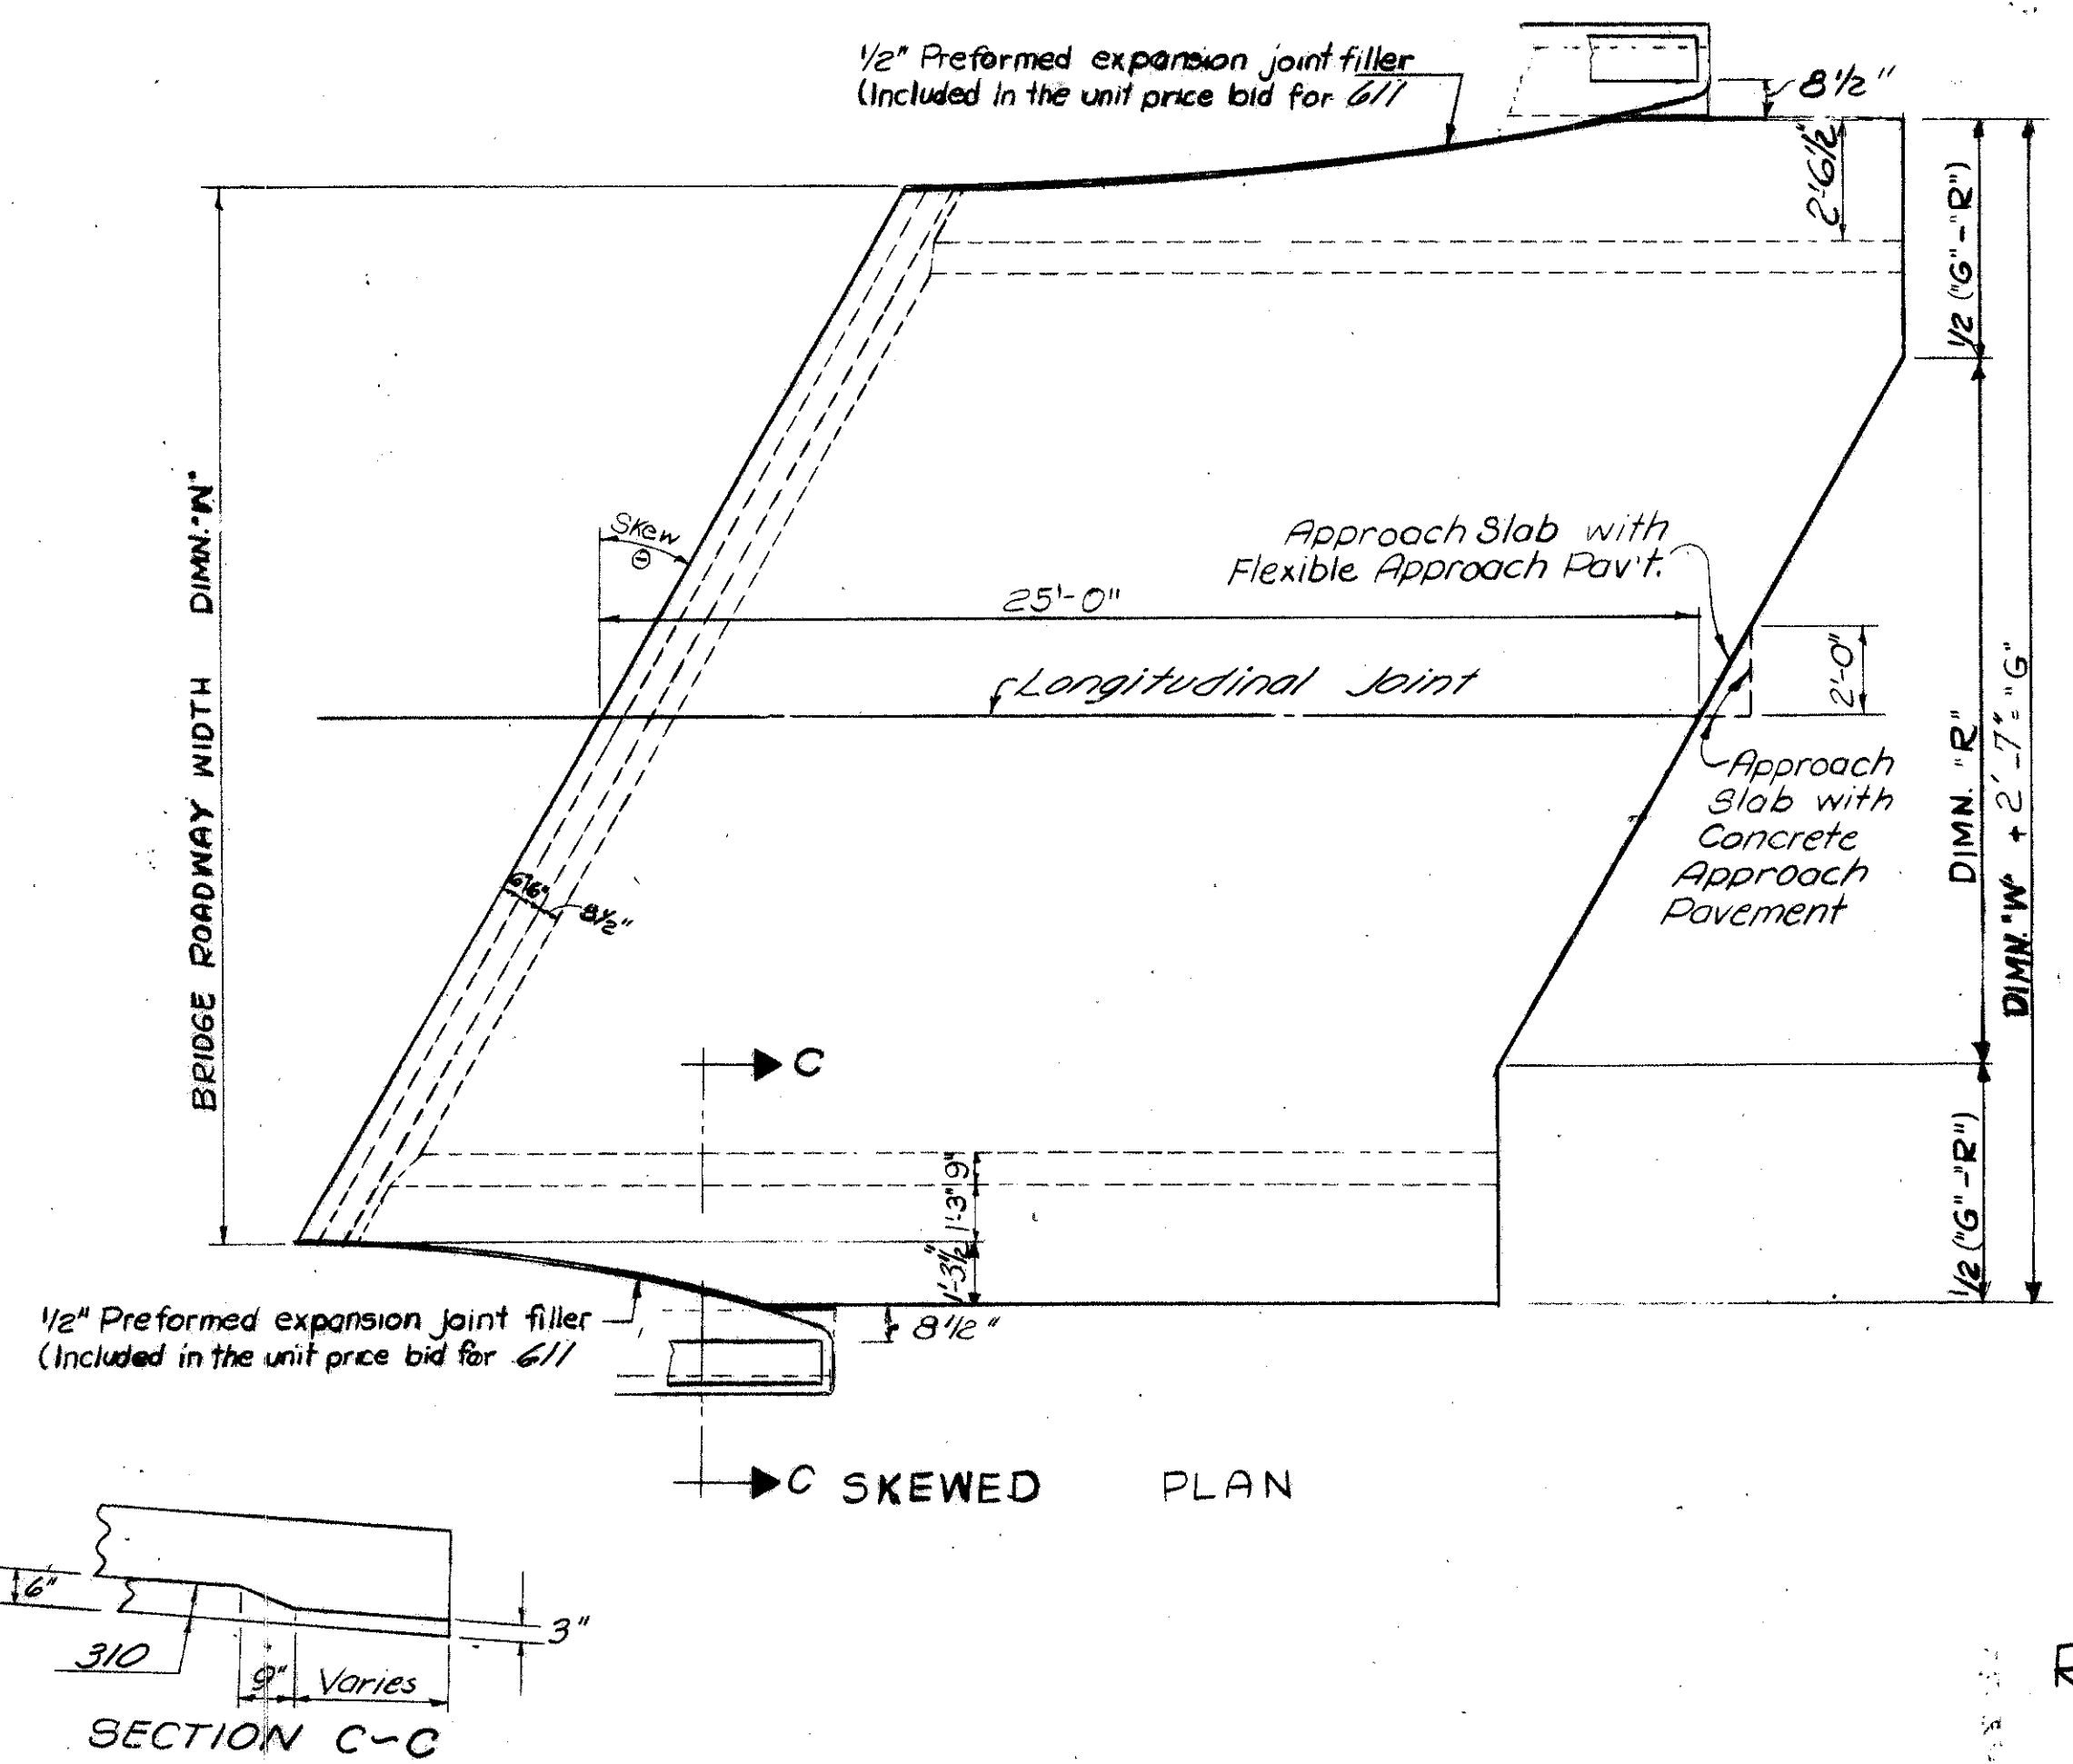 1/2" Preformed expansion joint filler
(Included in the unit price bid for 611
8 1/2"
2'-6 1/2"
1/2 ("G"-"R")
Skew
Θ
Approach Slab with
Flexible Approach Pav't.
25'-0"
Longitudinal Joint
2'-0"
BRIDGE ROADWAY WIDTH DIMN. "W"
DIMN. "R"
DIMN. "W" + 2'-7" = "G"
Approach
Slab with
Concrete
Approach
Pavement
6" 6"
8 1/2"
C
9"
1'-3"
1'-3 1/2"
1/2 ("G"-"R")
1/2" Preformed expansion joint filler
(Included in the unit price bid for 611
8 1/2"
C
SKEWED PLAN
6"
310
9"
Varies
3"
SECTION C-C